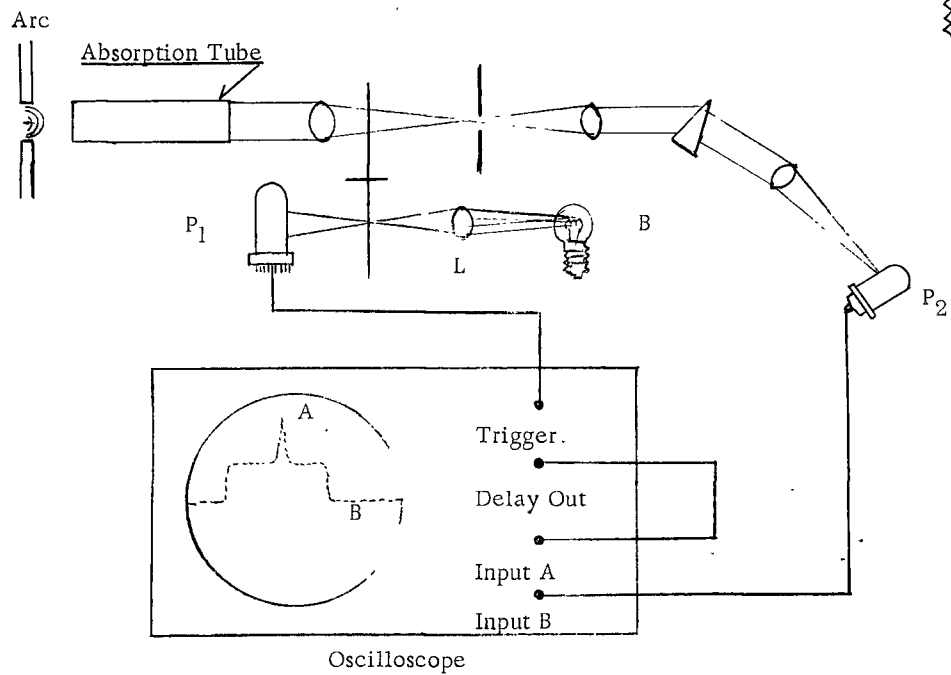 Arc
Absorption Tube
P1
L
B
P2
A
B
Trigger.
Delay Out
Input A
Input B
Oscilloscope